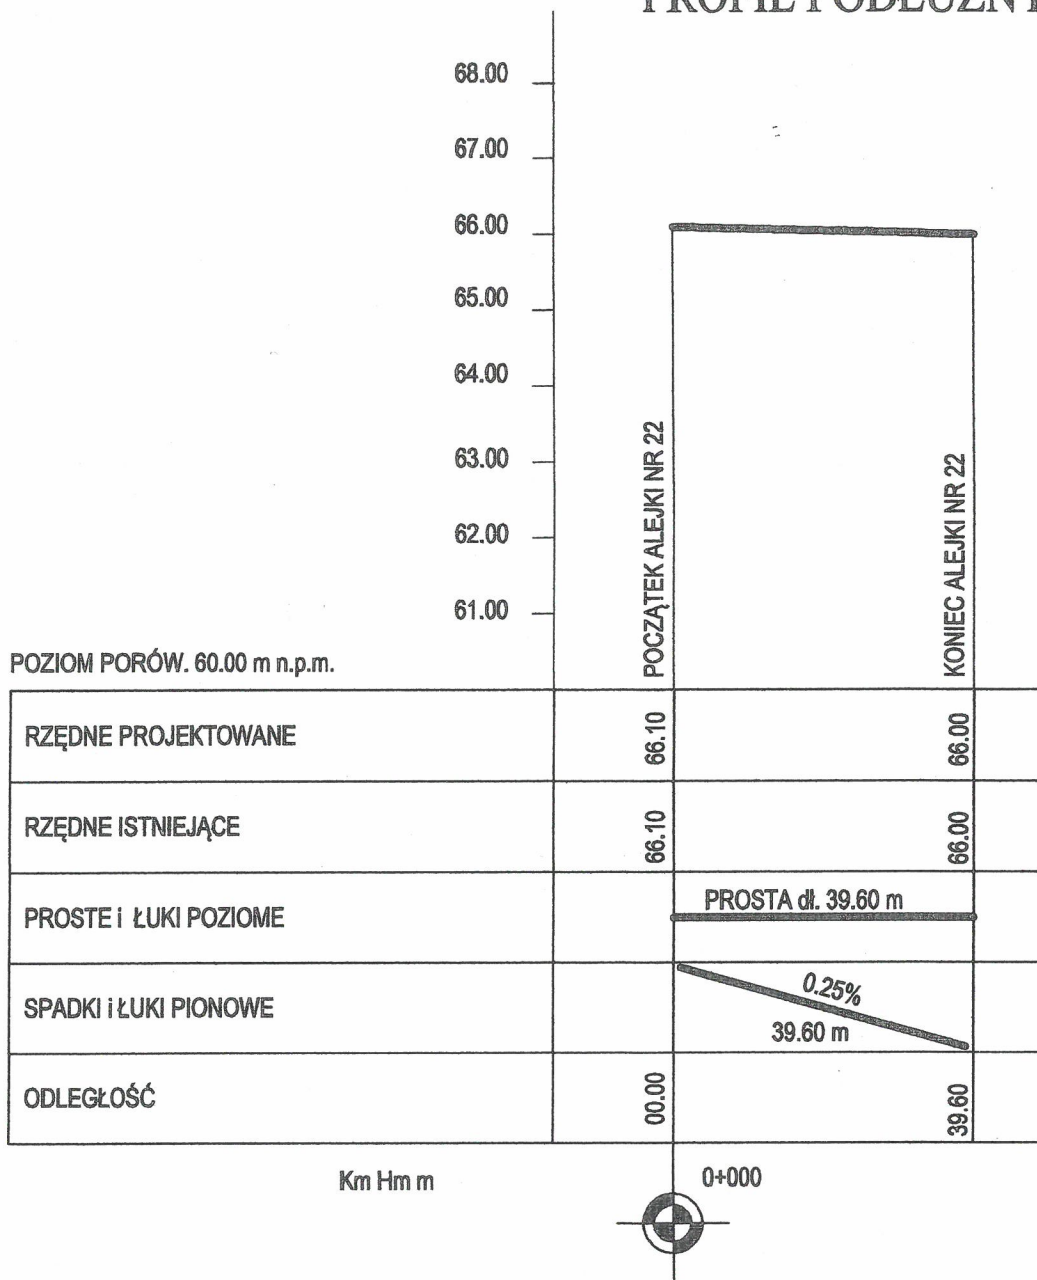 PROFIL PODŁUŻNY
68.00
67.00
66.00
65.00
64.00
63.00
62.00
61.00
POCZĄTEK ALEJKI NR 22
KONIEC ALEJKI NR 22
POZIOM PORÓW. 60.00 m n.p.m.
RZĘDNE PROJEKTOWANE
66.10
66.00
RZĘDNE ISTNIEJĄCE
66.10
66.00
PROSTE i ŁUKI POZIOME
PROSTA dł. 39.60 m
SPADKI i ŁUKI PIONOWE
0.25%
39.60 m
ODLEGŁOŚĆ
00.00
39.60
Km Hm m
0+000